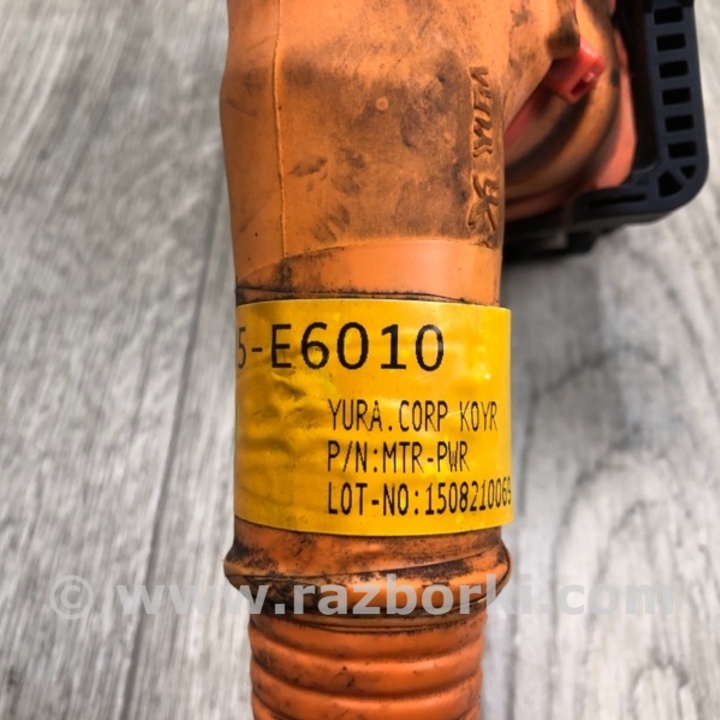 5-E6010
YURA.CORP KOYR
P/N:MTR-PWR
LOT-NO:1508210069
© www.razborki.com